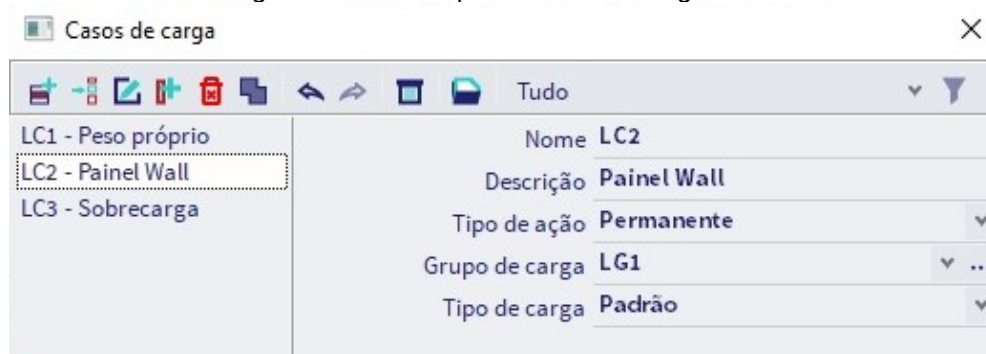 Casos de carga
Tudo
LC1 - Peso próprio
LC2 - Painel Wall
LC3 - Sobrecarga
Nome LC2
Descrição Painel Wall
Tipo de ação Permanente
Grupo de carga LG1
Tipo de carga Padrão